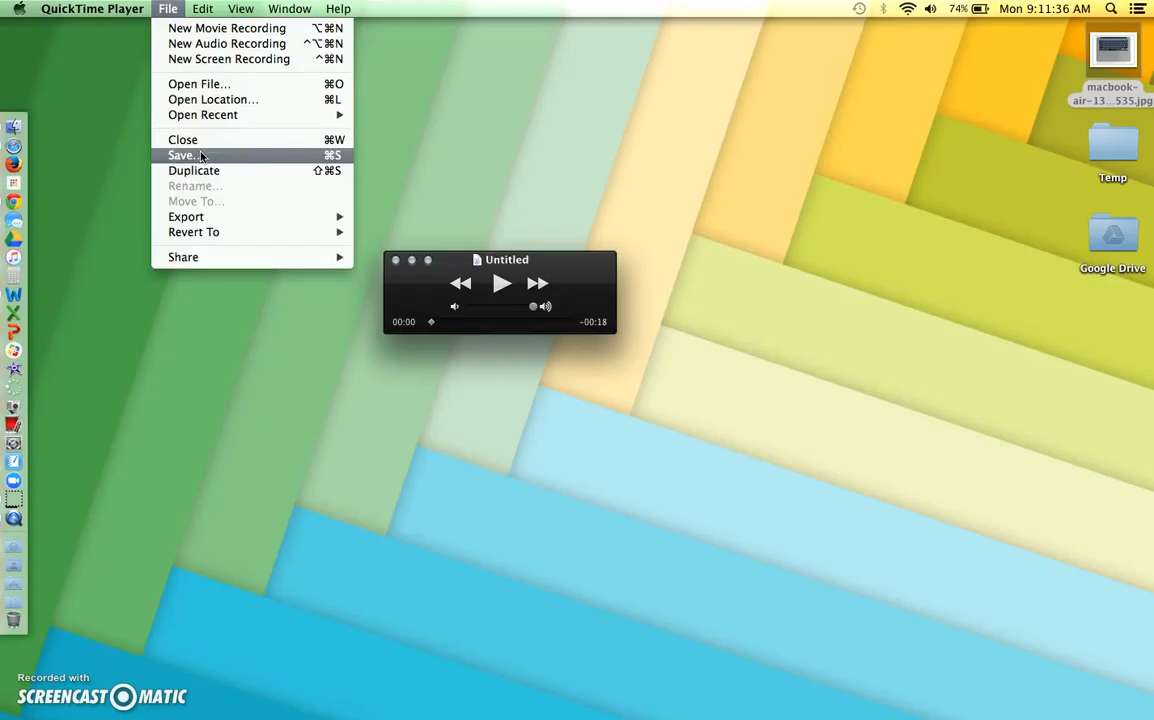 QuickTime Player File Edit View Window Help 74% Mon 9:11:36 AM
New Movie Recording ⌥⌘N
New Audio Recording ^⌥⌘N
New Screen Recording ^⌘N
Open File... ⌘O
Open Location... ⌘L
Open Recent
Close ⌘W
Save... ⌘S
Duplicate ⇧⌘S
Rename...
Move To...
Export
Revert To
Share
Untitled
00:00 -00:18
macbook-
air-13...535.jpg
Temp
Google Drive
Recorded with
SCREENCAST MATIC